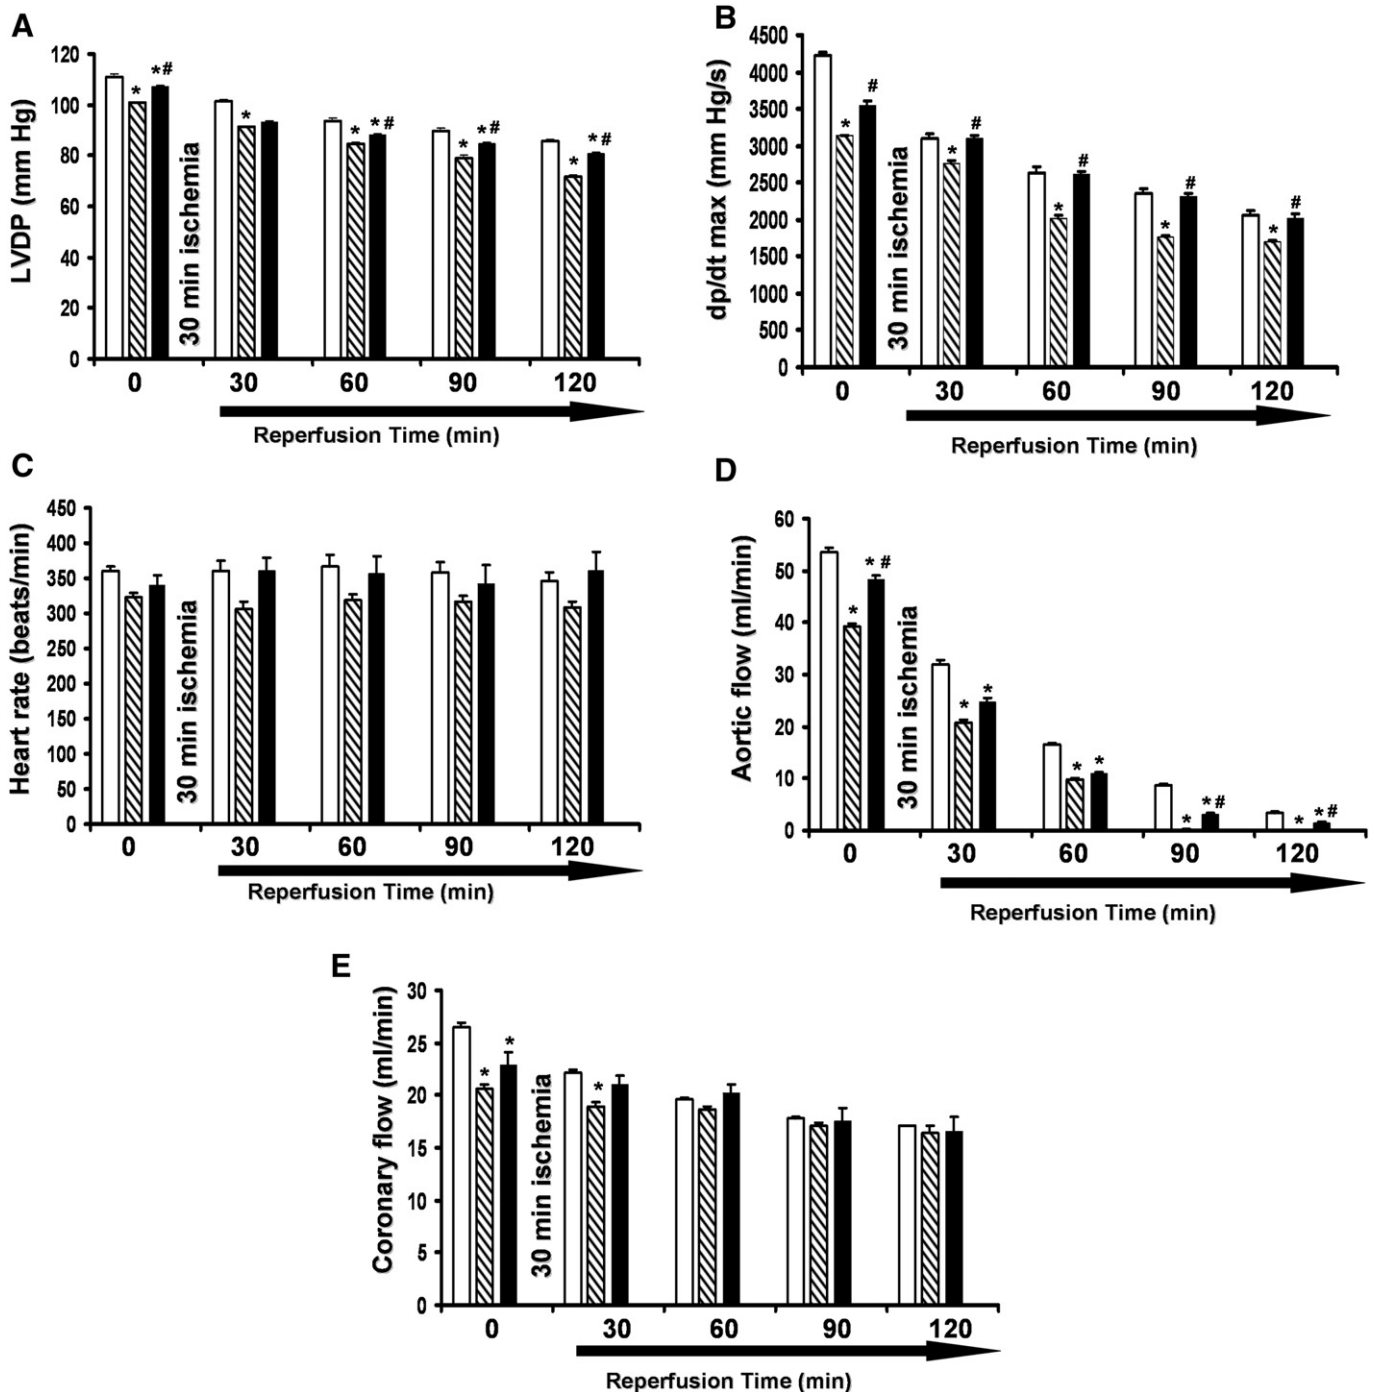 A
LVDP (mm Hg)
120
100
80
60
40
20
0
*
*#
*
*
*#
*
*#
*
*#
30 min ischemia
0 30 60 90 120
Reperfusion Time (min)
B
dp/dt max (mm Hg/s)
4500
4000
3500
3000
2500
2000
1500
1000
500
0
*
#
*
#
*
#
*
#
*
#
30 min ischemia
0 30 60 90 120
Reperfusion Time (min)
C
Heart rate (beats/min)
450
400
350
300
250
200
150
100
50
0
30 min ischemia
0 30 60 90 120
Reperfusion Time (min)
D
Aortic flow (ml/min)
60
50
40
30
20
10
0
*
*#
*
*
*
*
*
*#
*
*#
30 min ischemia
0 30 60 90 120
Reperfusion Time (min)
E
Coronary flow (ml/min)
30
25
20
15
10
5
0
*
*
*
30 min ischemia
0 30 60 90 120
Reperfusion Time (min)